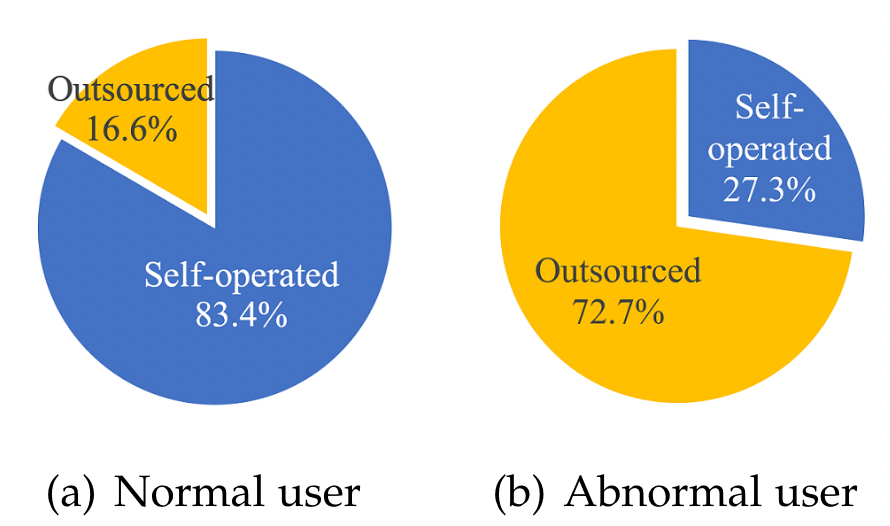 Outsourced
16.6%
Self-operated
83.4%
(a) Normal user
Self-
operated
27.3%
Outsourced
72.7%
(b) Abnormal user